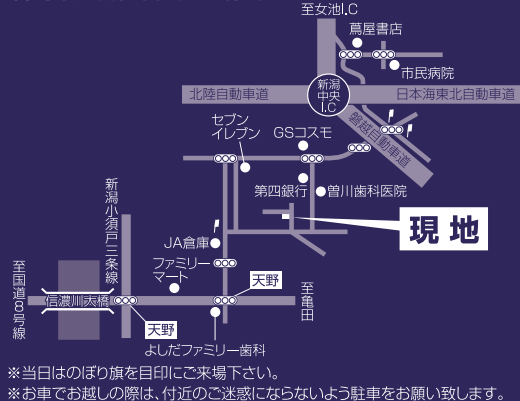 至女池I.C
蔦屋書店
市民病院
北陸自動車道
新潟
中央
I.C
日本海東北自動車道
磐越自動車道
セブン
イレブン
GSコスモ
第四銀行
曽川歯科医院
現地
新潟小須戸三条線
JA倉庫
ファミリー
マート
天野
至亀田
至国道8号線
信濃川大橋
天野
よしだファミリー歯科
※当日はのぼり旗を目印にご来場下さい。
※お車でお越しの際は、付近のご迷惑にならないよう駐車をお願い致します。